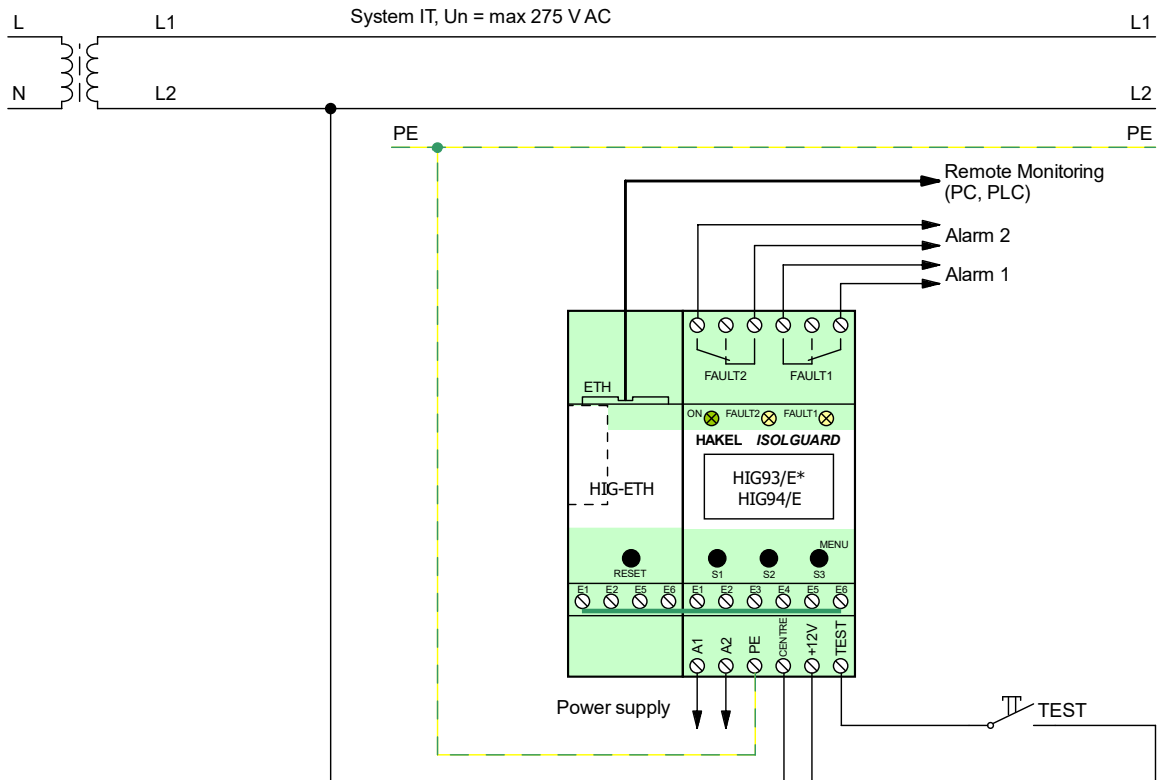 System IT, Un = max 275 V AC
L L1 L1
N L2 L2
PE PE
Remote Monitoring
(PC, PLC)
Alarm 2
Alarm 1
FAULT2 FAULT1
ETH
ON FAULT2 FAULT1
HAKEL ISOLGUARD
HIG93/E*
HIG94/E
HIG-ETH
MENU
RESET S1 S2 S3
E1 E2 E5 E6 E1 E2 E3 E4 E5 E6
A1 A2 PE CENTRE +12V TEST
Power supply
TEST